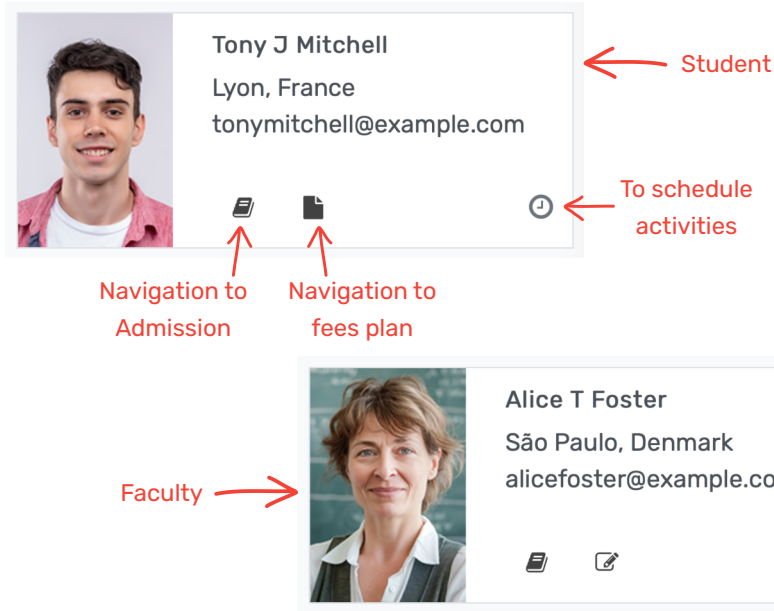 Tony J Mitchell
Lyon, France
tonymitchell@example.com
Student
To schedule
activities
Navigation to
Admission
Navigation to
fees plan
Alice T Foster
São Paulo, Denmark
alicefoster@example.co
Faculty